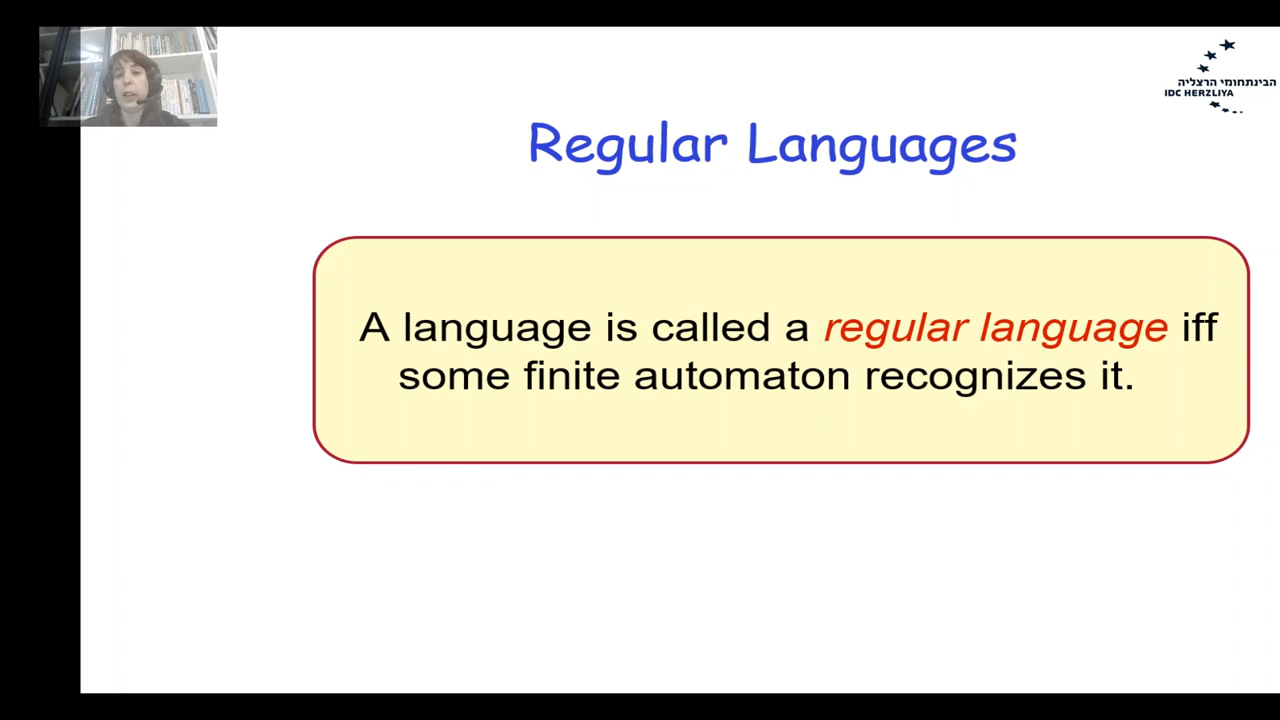 הבינתחומי הרצליה
IDC HERZLIYA
Regular Languages
A language is called a regular language iff
some finite automaton recognizes it.